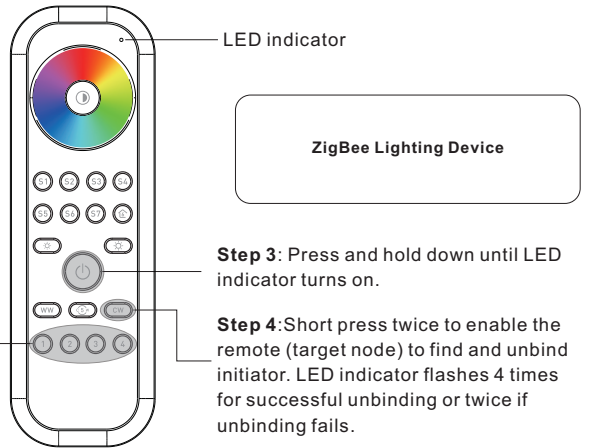 LED indicator
ZigBee Lighting Device
S1 S2 S3 S4
S5 S6 S7
Step 3: Press and hold down until LED
indicator turns on.
WW CW
Step 4:Short press twice to enable the
remote (target node) to find and unbind
initiator. LED indicator flashes 4 times
for successful unbinding or twice if
unbinding fails.
1 2 3 4